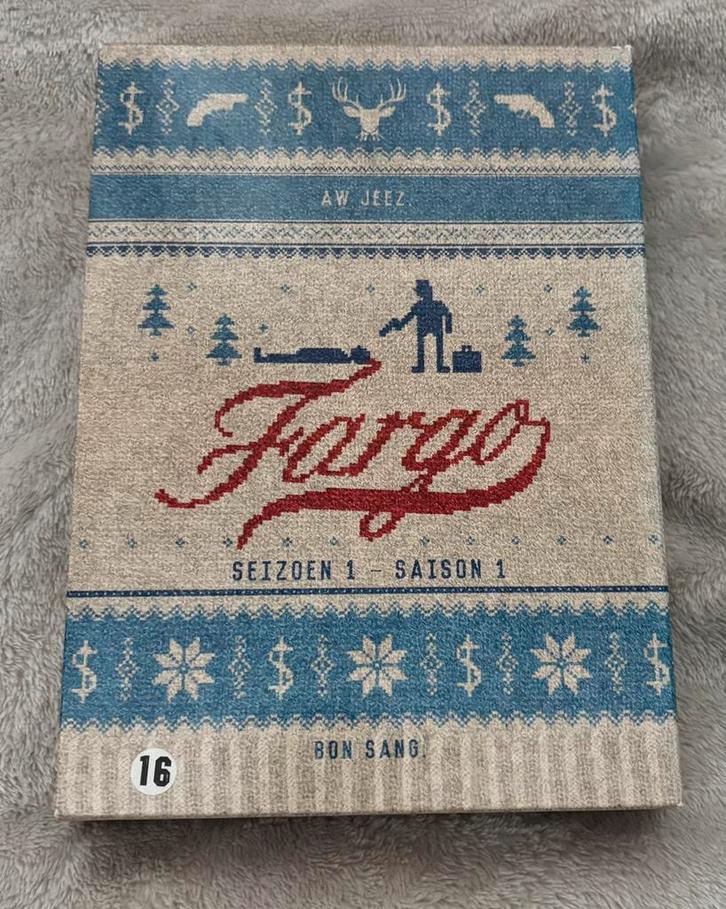 AW JEEZ.
Fargo
SEIZOEN 1 - SAISON 1
BON SANG.
16